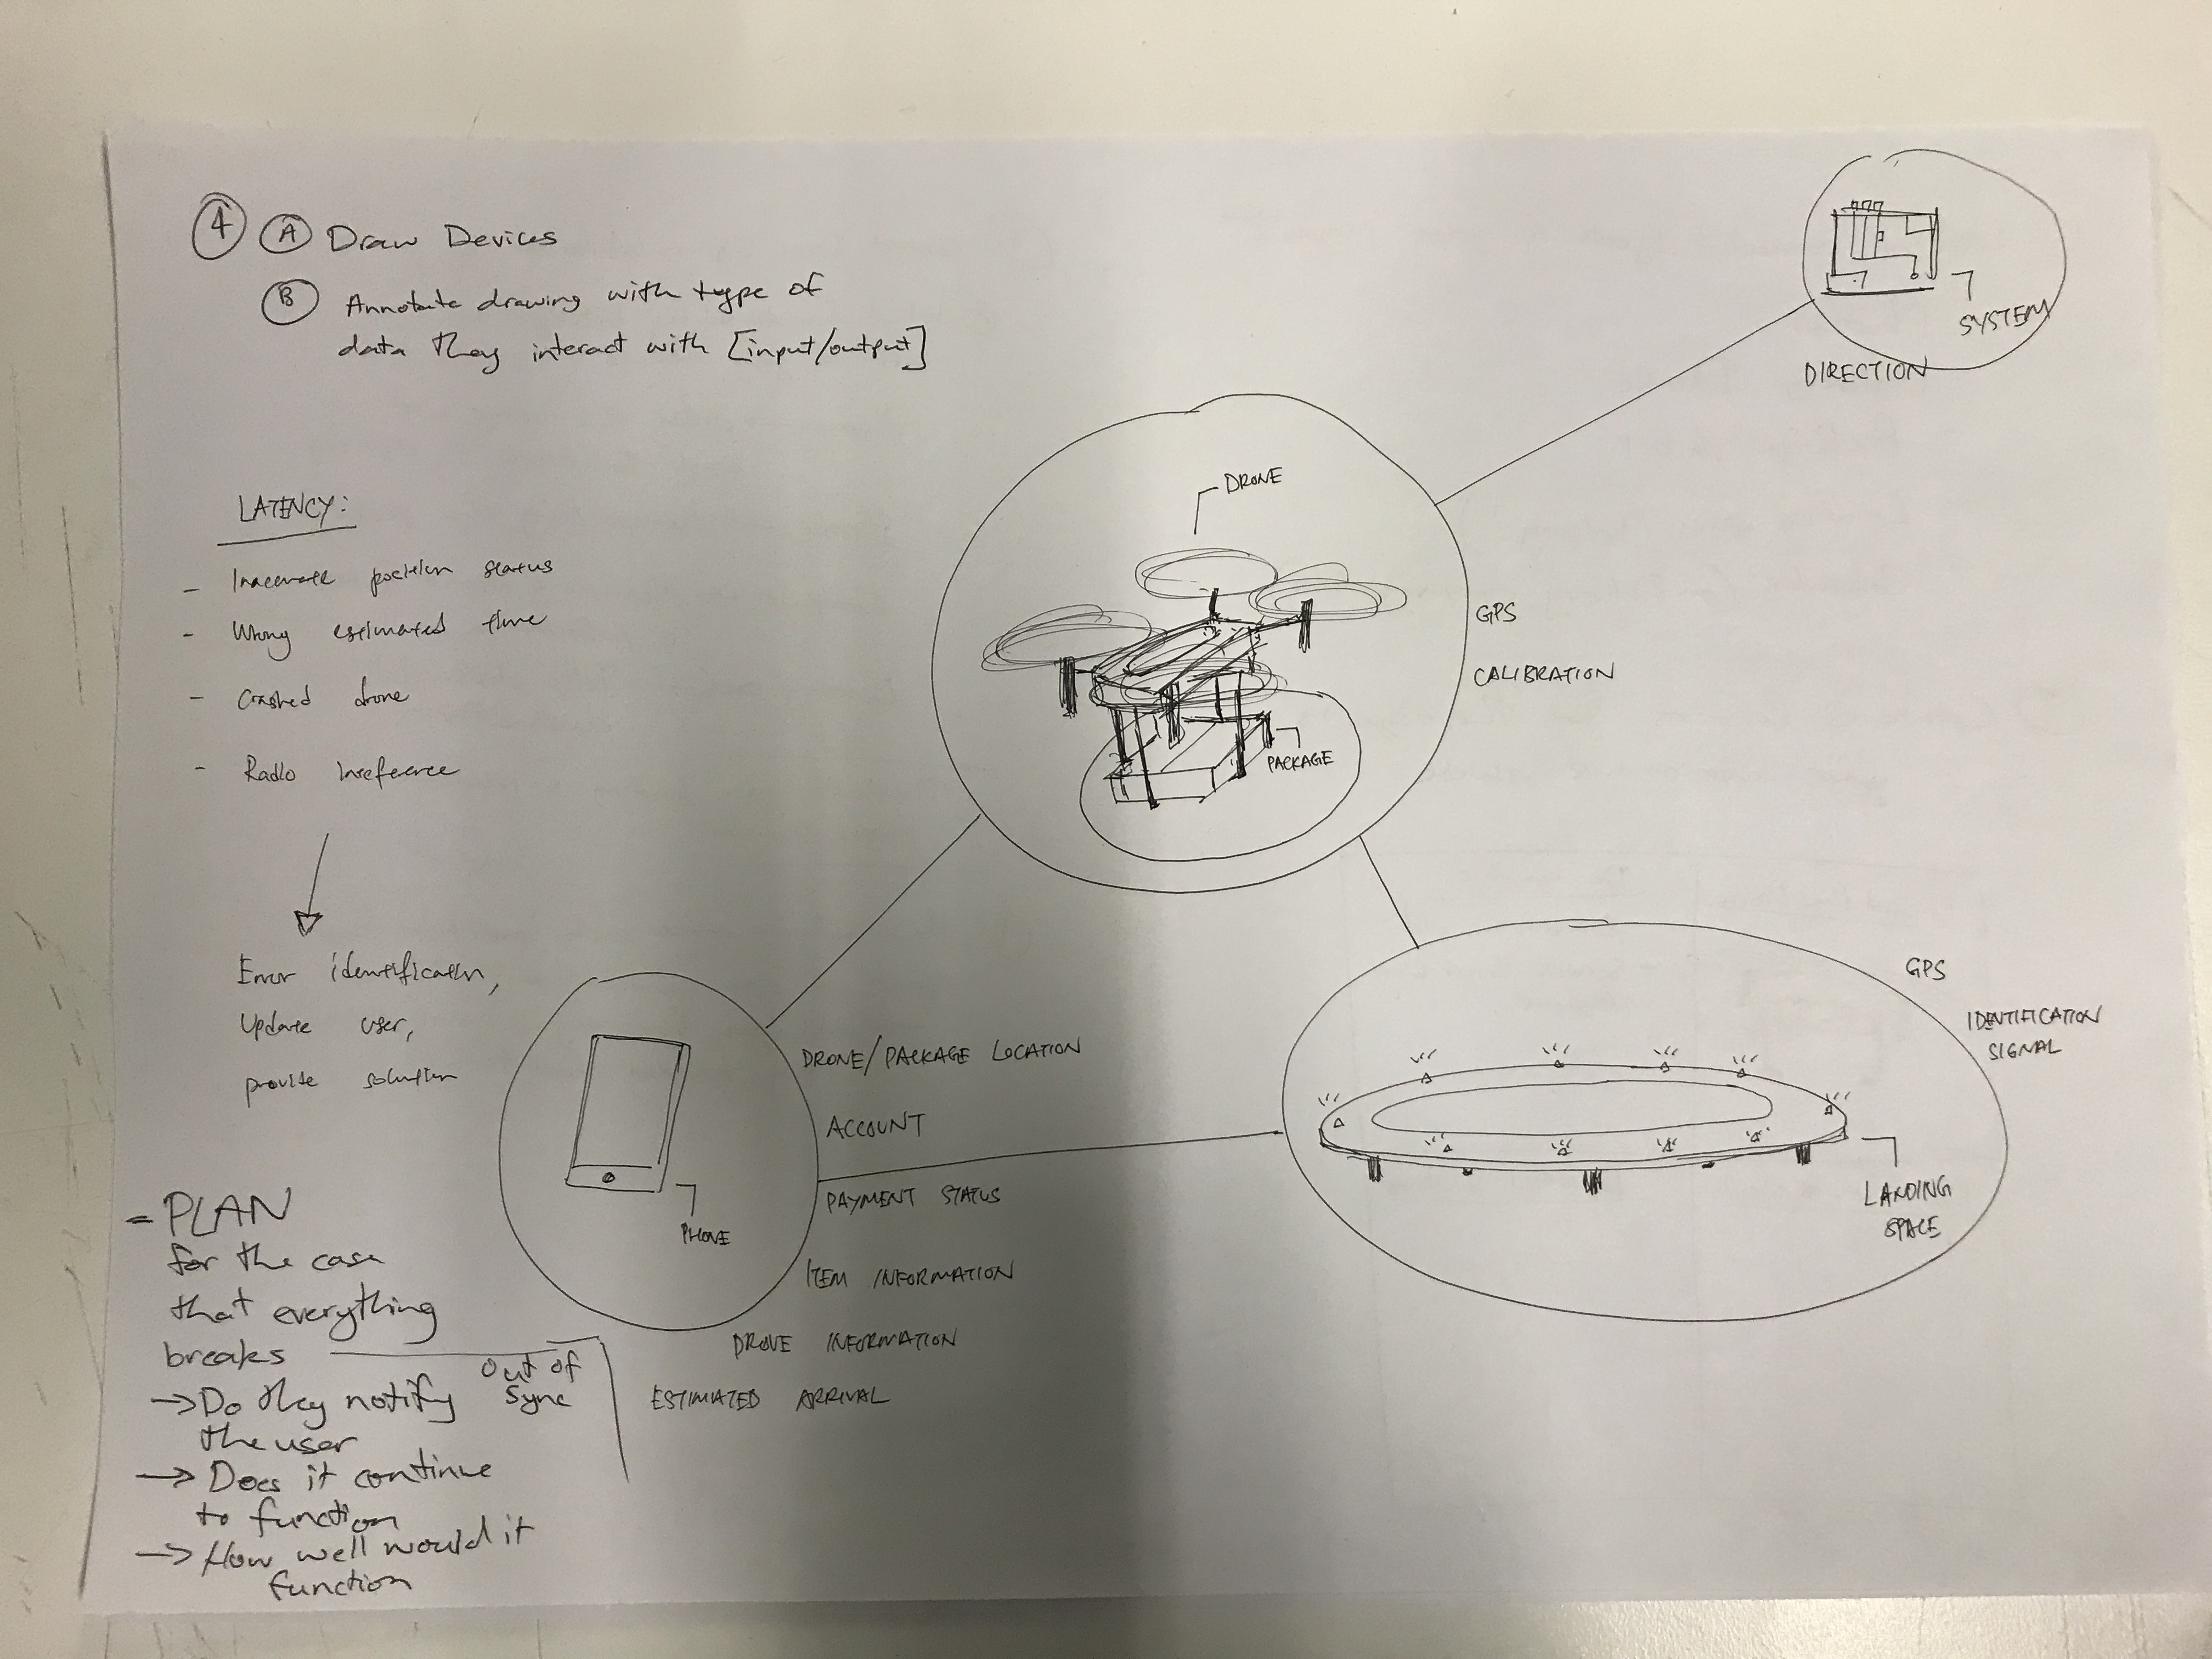 4 A Draw Devices
B Annotate drawing with type of
data they interact with [input/output]
SYSTEM
DIRECTION
DRONE
GPS
CALIBRATION
PACKAGE
LATENCY:
- Inaccurate position status
- Wrong estimated time
- Crashed drone
- Radio
Error identification,
Update user,
provide solution
PHONE
DRONE/PACKAGE LOCATION
ACCOUNT
PAYMENT STATUS
ITEM INFORMATION
DRONE INFORMATION
ESTIMATED ARRIVAL
GPS
IDENTIFICATION
SIGNAL
LANDING
SPACE
- PLAN
for the case
that everything
breaks
out of
sync
→ Do they notify
the user
→ Does it continue
to function
→ How well would it
function